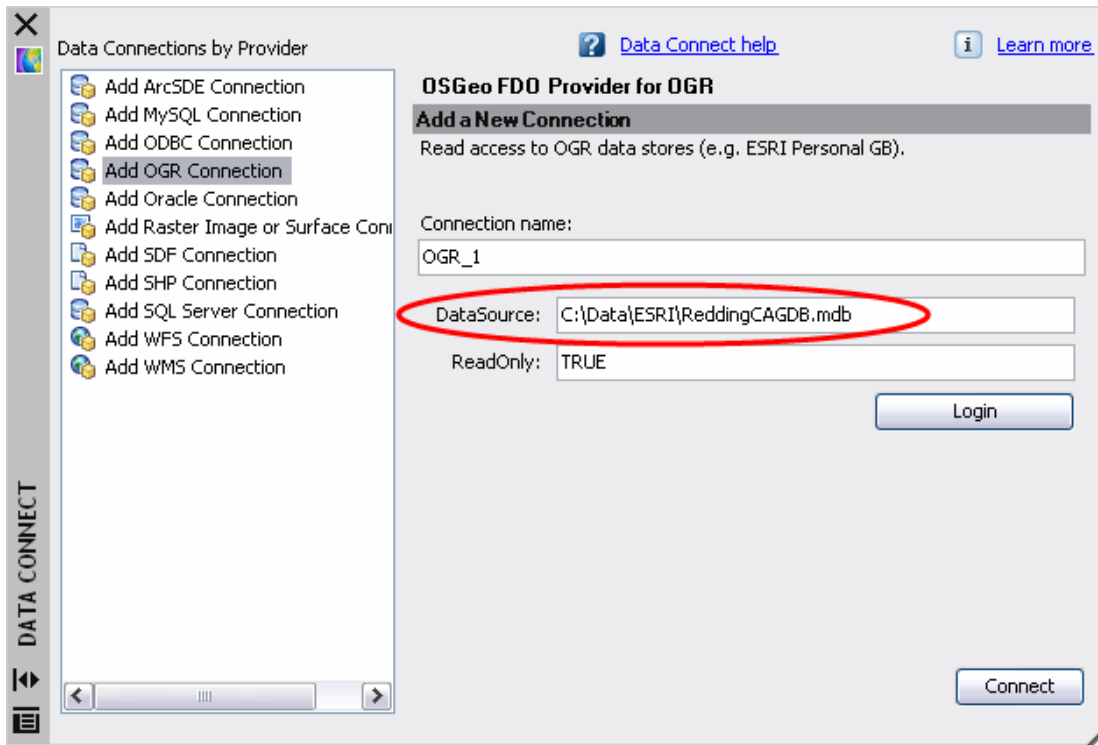 Data Connections by Provider
Data Connect help
Learn more
Add ArcSDE Connection
Add MySQL Connection
Add ODBC Connection
Add OGR Connection
Add Oracle Connection
Add Raster Image or Surface Con
Add SDF Connection
Add SHP Connection
Add SQL Server Connection
Add WFS Connection
Add WMS Connection
OSGeo FDO Provider for OGR
Add a New Connection
Read access to OGR data stores (e.g. ESRI Personal GB).
Connection name:
OGR_1
DataSource: C:\Data\ESRI\ReddingCAGDB.mdb
ReadOnly: TRUE
Login
Connect
DATA CONNECT